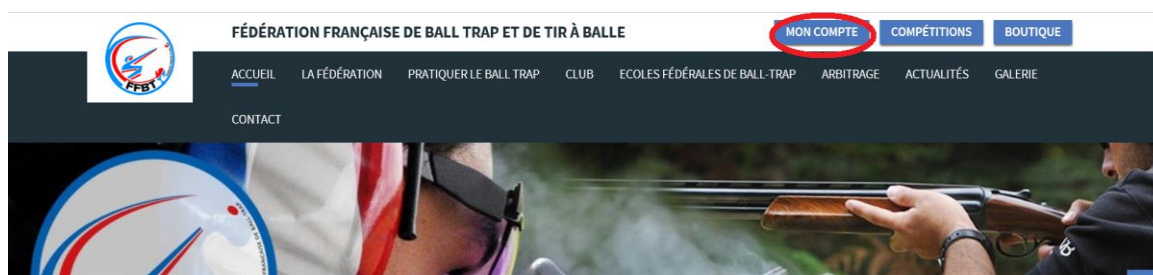 FÉDÉRATION FRANÇAISE DE BALL TRAP ET DE TIR À BALLE
MON COMPTE
COMPÉTITIONS
BOUTIQUE
FFBT
ACCUEIL LA FÉDÉRATION PRATIQUER LE BALL TRAP CLUB ECOLES FÉDÉRALES DE BALL-TRAP ARBITRAGE ACTUALITÉS GALERIE
CONTACT